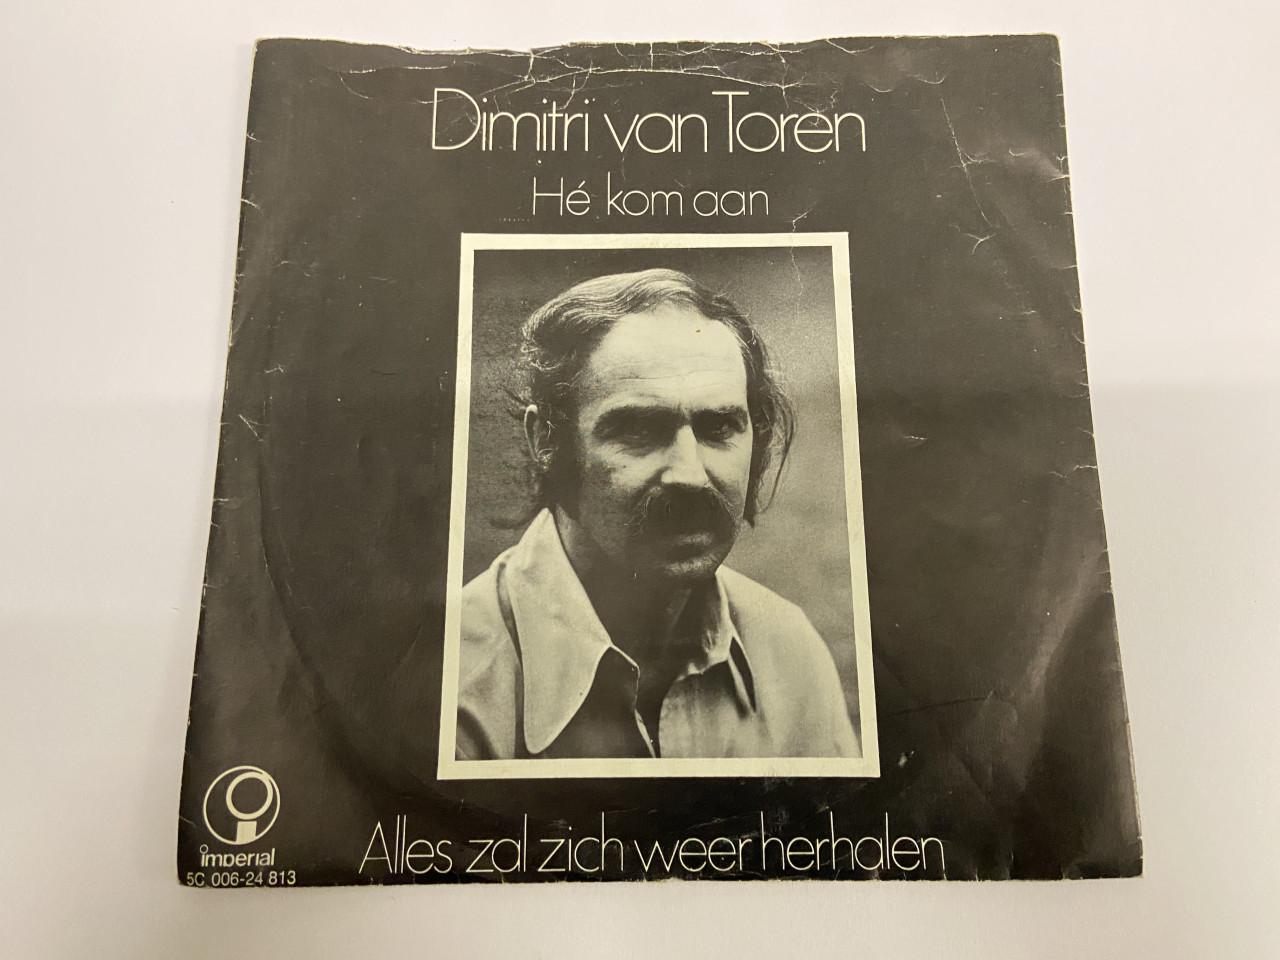 Dimitri van Toren
Hé kom aan
imperial
5C 006-24 813
Alles zal zich weer herhalen